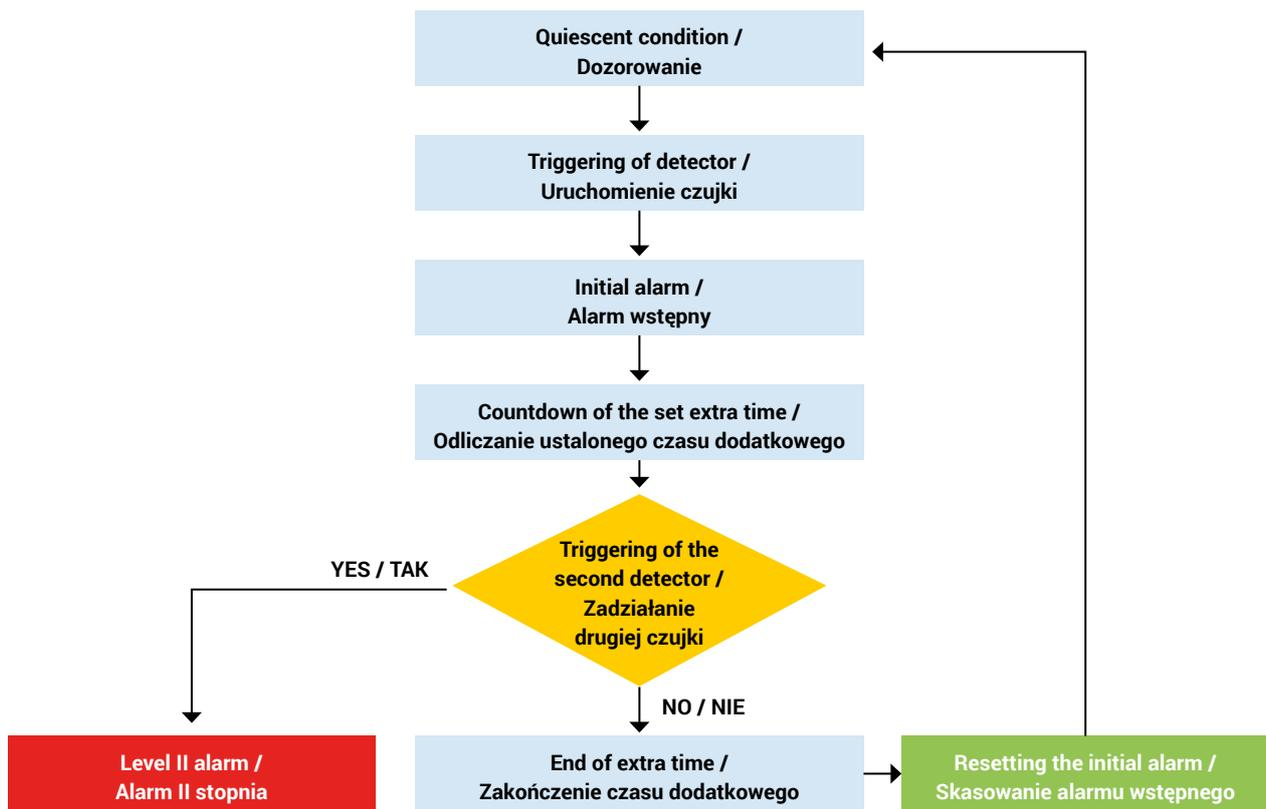 Quiescent condition /
Dozorowanie
Triggering of detector /
Uruchomienie czujki
Initial alarm /
Alarm wstępny
Countdown of the set extra time /
Odliczanie ustalonego czasu dodatkowego
Triggering of the
second detector /
Zadziałanie
drugiej czujki
YES / TAK
NO / NIE
Level II alarm /
Alarm II stopnia
End of extra time /
Zakończenie czasu dodatkowego
Resetting the initial alarm /
Skasowanie alarmu wstępnego